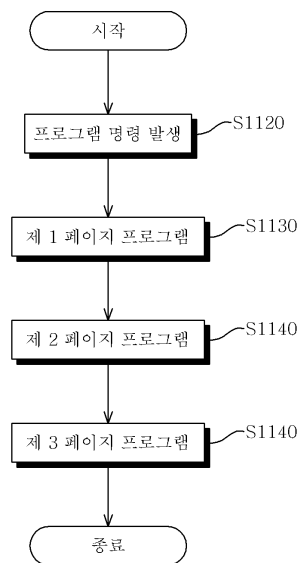 시작
프로그램 명령 발생
S1120
제 1 페이지 프로그램
S1130
제 2 페이지 프로그램
S1140
제 3 페이지 프로그램
S1140
종료